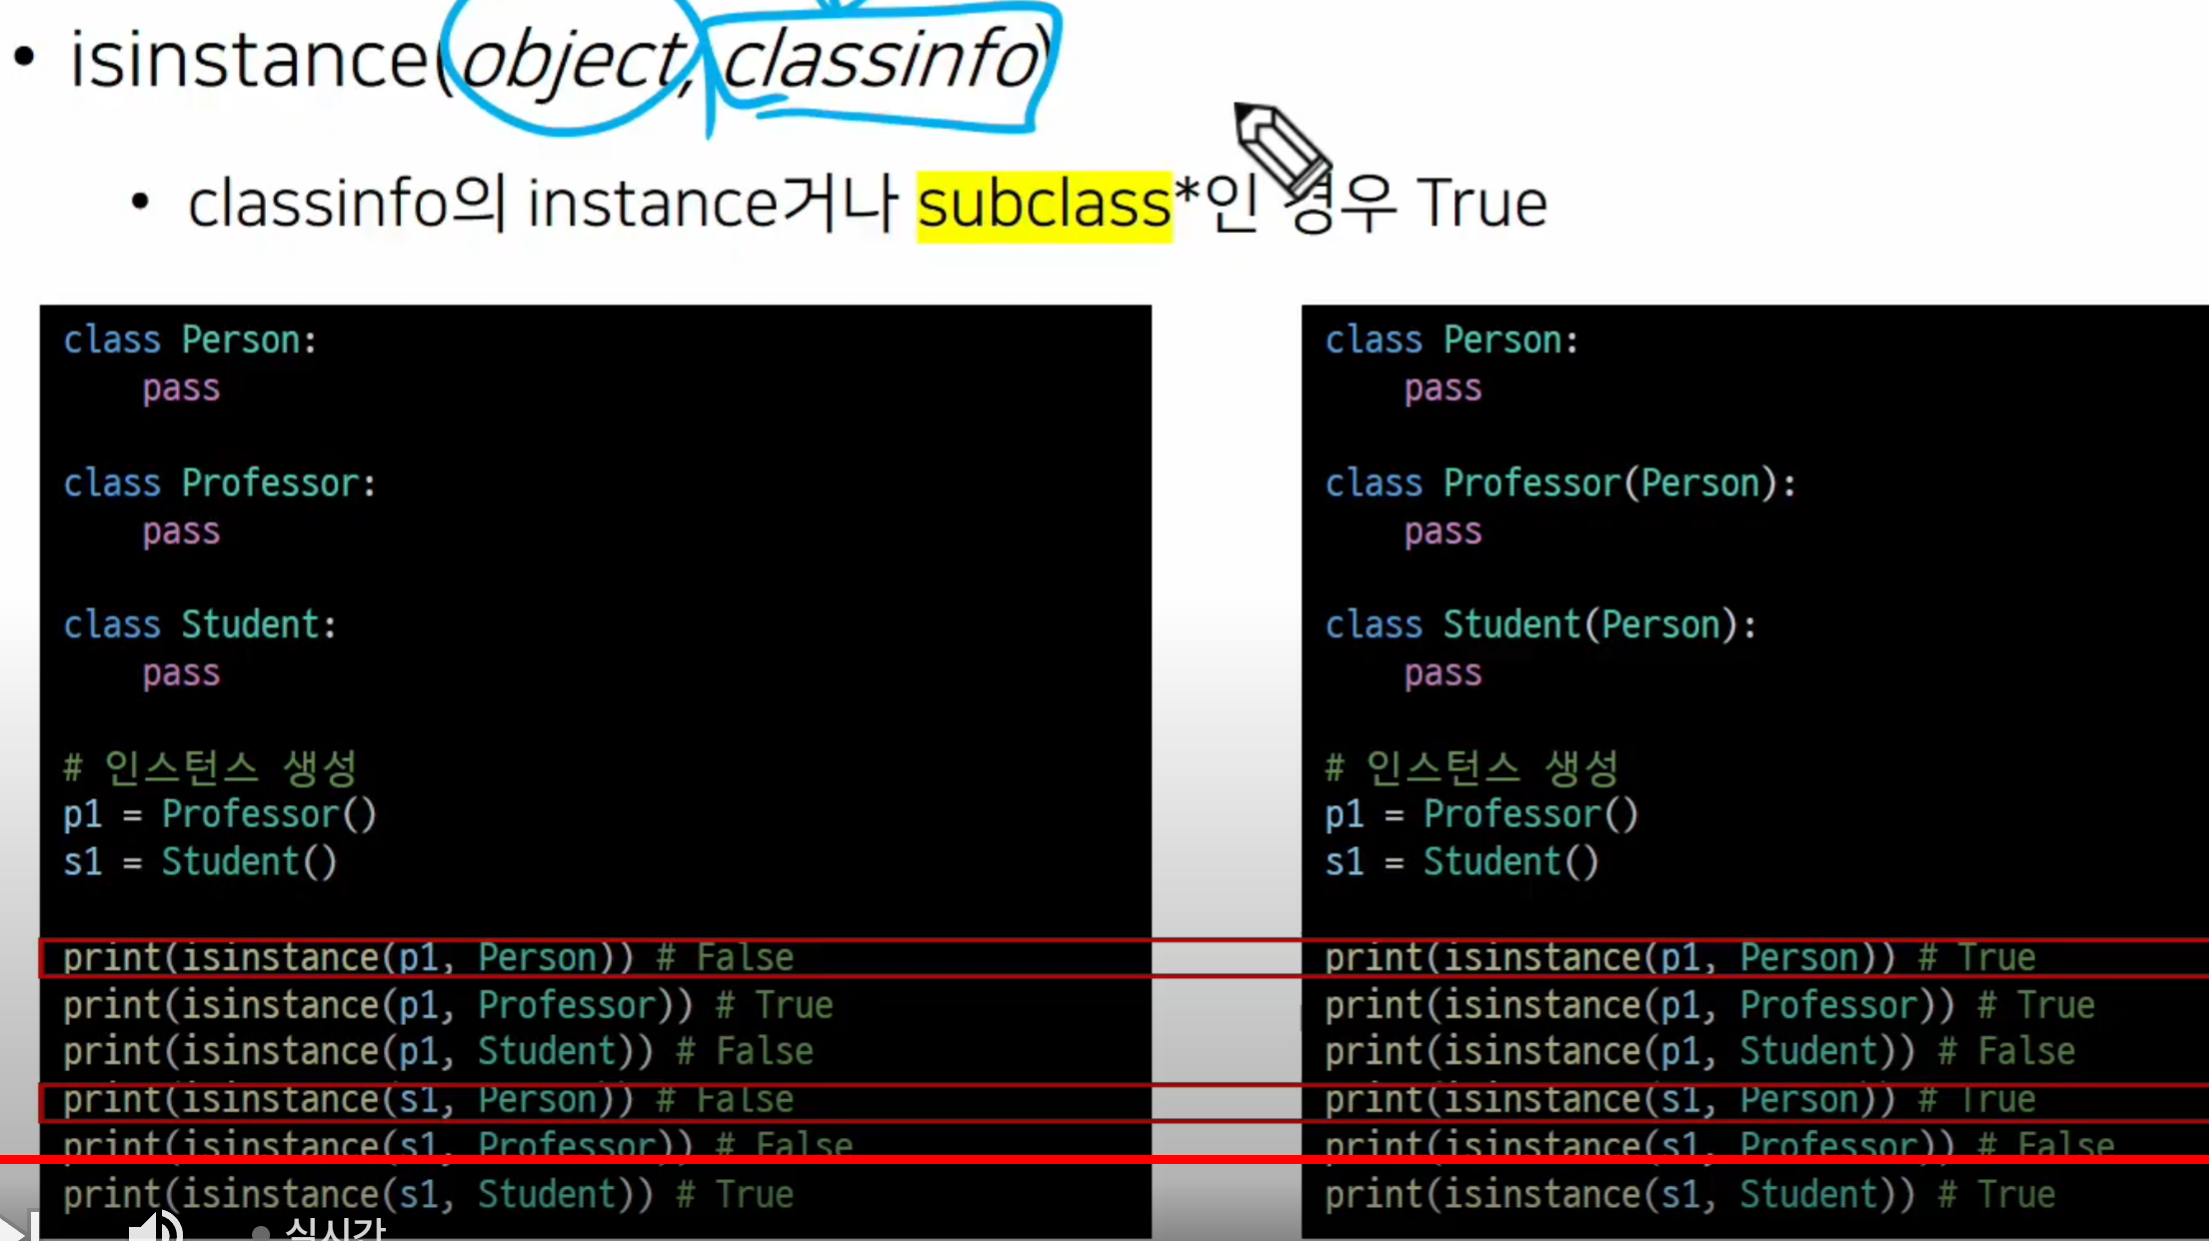 • isinstance(object, classinfo)
• classinfo의 instance거나 subclass*인 경우 True
class Person:
    pass
class Professor:
    pass
class Student:
    pass
# 인스턴스 생성
p1 = Professor()
s1 = Student()
print(isinstance(p1, Person)) # False
print(isinstance(p1, Professor)) # True
print(isinstance(p1, Student)) # False
print(isinstance(s1, Person)) # False
print(isinstance(s1, Professor)) # False
print(isinstance(s1, Student)) # True
class Person:
    pass
class Professor(Person):
    pass
class Student(Person):
    pass
# 인스턴스 생성
p1 = Professor()
s1 = Student()
print(isinstance(p1, Person)) # True
print(isinstance(p1, Professor)) # True
print(isinstance(p1, Student)) # False
print(isinstance(s1, Person)) # True
print(isinstance(s1, Professor)) # False
print(isinstance(s1, Student)) # True
실시간